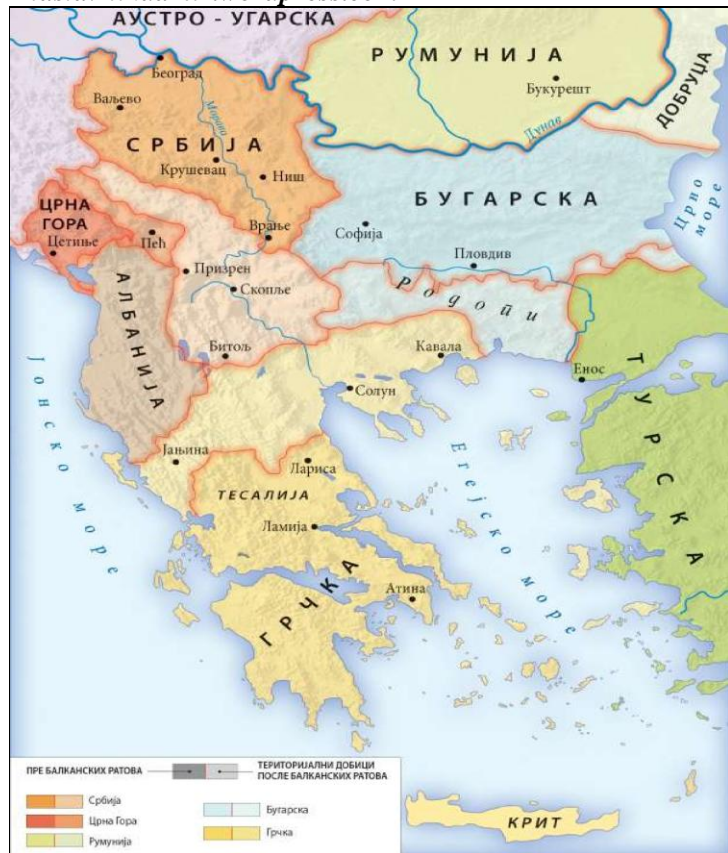 АУСТРО - УГАРСКА
РУМУНИЈА
Београд
Букурешт
ДОБРУЏА
Ваљево
Морава
Дунав
СРБИЈА
Крушевац
Ниш
БУГАРСКА
ЦРНА
ГОРА
Црно
море
Цетиње
Пећ
Врање
Софија
Пловдив
Призрен
Скопље
Родопи
АЛБАНИЈА
Битољ
Кавала
Енос
ТУРСКА
Солун
Јонско море
Јањина
Лариса
ТЕСАЛИЈА
Егејско море
Ламија
ГРЧКА
Атина
ПРЕ БАЛКАНСКИХ РАТОВА
ТЕРИТОРИЈАЛНИ ДОБИЦИ
ПОСЛЕ БАЛКАНСКИХ РАТОВА
Србија
Црна Гора
Румунија
Бугарска
Грчка
КРИТ